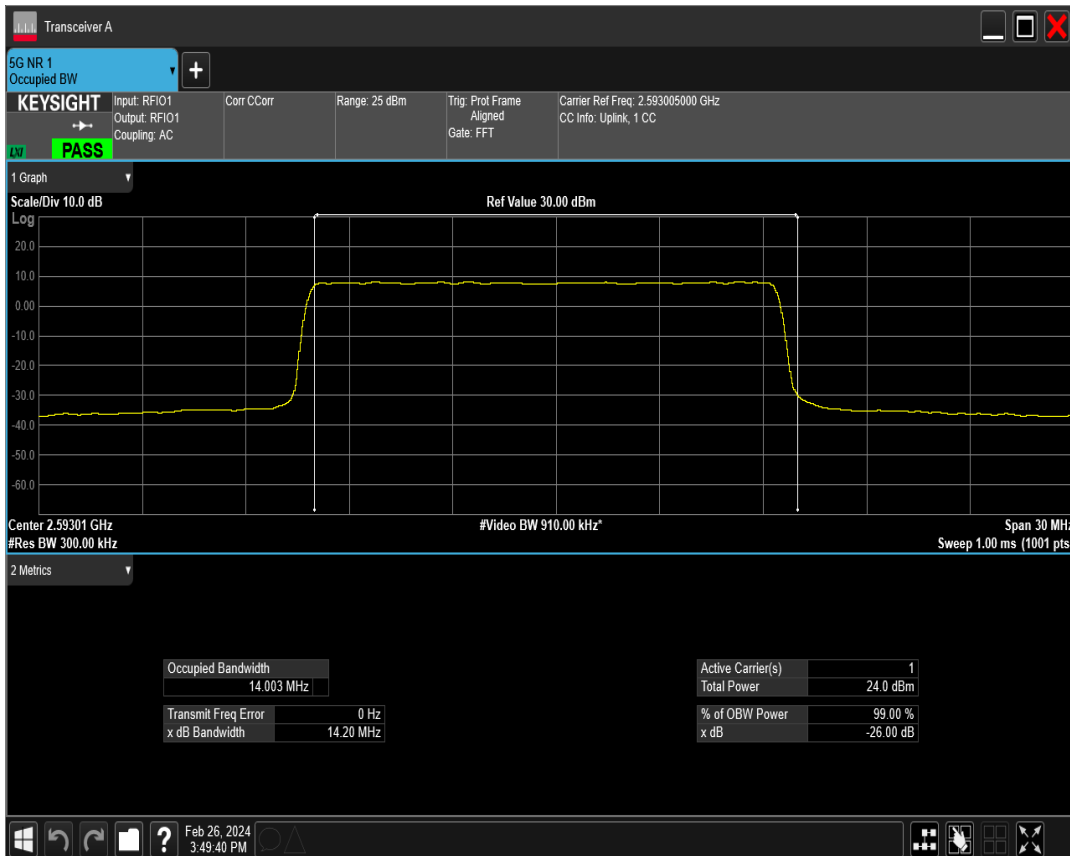 Transceiver A
5G NR 1
Occupied BW
KEYSIGHT
LXI
PASS
Input: RFIO1
Output: RFIO1
Coupling: AC
Corr CCorr
Range: 25 dBm
Trig: Prot Frame
Aligned
Gate: FFT
Carrier Ref Freq: 2.593005000 GHz
CC Info: Uplink, 1 CC
1 Graph
Scale/Div 10.0 dB
Ref Value 30.00 dBm
Log
20.0
10.0
0.00
-10.0
-20.0
-30.0
-40.0
-50.0
-60.0
Center 2.59301 GHz
#Video BW 910.00 kHz*
Span 30 MHz
#Res BW 300.00 kHz
Sweep 1.00 ms (1001 pts
2 Metrics
Occupied Bandwidth
14.003 MHz
Transmit Freq Error 0 Hz
x dB Bandwidth 14.20 MHz
Active Carrier(s) 1
Total Power 24.0 dBm
% of OBW Power 99.00 %
x dB -26.00 dB
?
Feb 26, 2024
3:49:40 PM